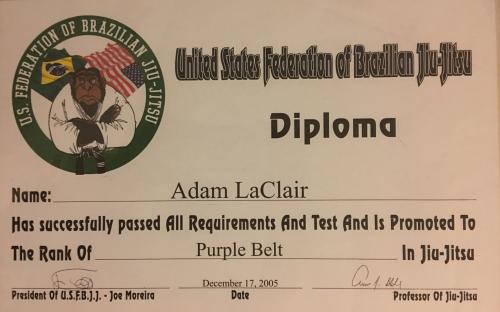 U.S. FEDERATION OF BRAZILIAN JIU-JITSU
United States Federation of Brazilian Jiu-Jitsu
Diploma
Name: Adam LaClair
Has successfully passed All Requirements And Test And Is Promoted To
The Rank Of Purple Belt In Jiu-Jitsu
December 17, 2005
President Of U.S.F.B.J.J. - Joe Moreira Date Professor Of Jiu-Jitsu